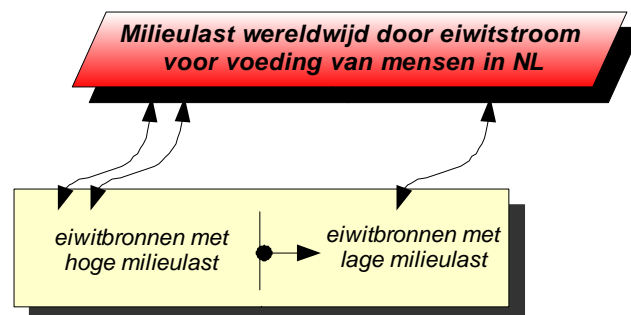 Milieulast wereldwijd door eiwitstroom
voor voeding van mensen in NL
eiwitbronnen met
hoge milieulast
eiwitbronnen met
lage milieulast